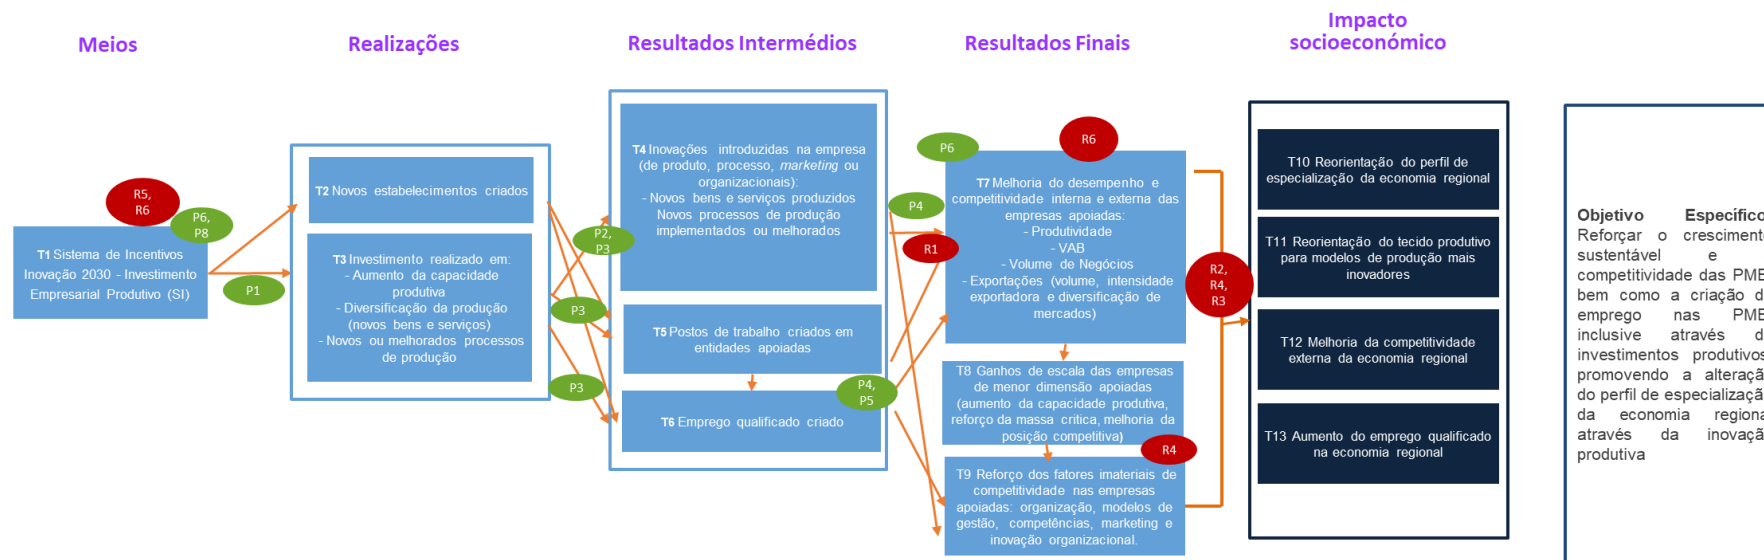 Meios
Realizações
Resultados Intermédios
Resultados Finais
Impacto
socioeconómico
R5,
R6
P6,
P8
T1 Sistema de Incentivos
Inovação 2030 - Investimento
Empresarial Produtivo (SI)
P1
T2 Novos estabelecimentos criados
T3 Investimento realizado em:
- Aumento da capacidade
produtiva
- Diversificação da produção
(novos bens e serviços)
- Novos ou melhorados processos
de produção
P2,
P3
P3
P3
T4 Inovações introduzidas na empresa
(de produto, processo, marketing ou
organizacionais):
- Novos bens e serviços produzidos
Novos processos de produção
implementados ou melhorados
T5 Postos de trabalho criados em
entidades apoiadas
T6 Emprego qualificado criado
P4,
P5
P6
P4
R1
R6
T7 Melhoria do desempenho e
competitividade interna e externa das
empresas apoiadas:
- Produtividade
- VAB
- Volume de Negócios
- Exportações (volume, intensidade
exportadora e diversificação de
mercados)
T8 Ganhos de escala das empresas
de menor dimensão apoiadas
(aumento da capacidade produtiva,
reforço da massa critica, melhoria da
posição competitiva)
R4
T9 Reforço dos fatores imateriais de
competitividade nas empresas
apoiadas: organização, modelos de
gestão, competências, marketing e
inovação organizacional.
R2,
R4,
R3
T10 Reorientação do perfil de
especialização da economia regional
T11 Reorientação do tecido produtivo
para modelos de produção mais
inovadores
T12 Melhoria da competitividade
externa da economia regional
T13 Aumento do emprego qualificado
na economia regional
Objetivo Específico
Reforçar o crescimento
sustentável e
competitividade das PME
bem como a criação d
emprego nas PME
inclusive através d
investimentos produtivos
promovendo a alteraçã
do perfil de especializaçã
da economia regiona
através da inovaçã
produtiva